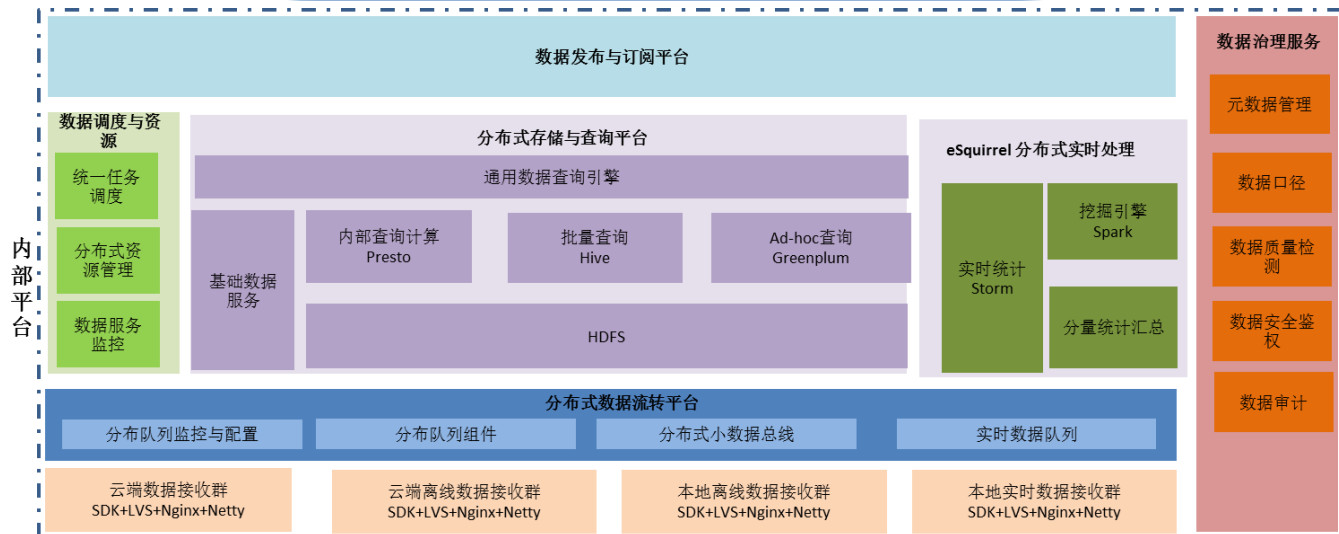 数据发布与订阅平台
数据治理服务
元数据管理
数据口径
数据质量检
测
数据安全鉴
权
数据审计
内
部
平
台
数据调度与资
源
统一任务
调度
分布式资
源管理
数据服务
监控
分布式存储与查询平台
通用数据查询引擎
基础数据
服务
内部查询计算
Presto
批量查询
Hive
Ad-hoc查询
Greenplum
HDFS
eSquirrel 分布式实时处理
实时统计
Storm
挖掘引擎
Spark
分量统计汇总
分布式数据流转平台
分布队列监控与配置
分布队列组件
分布式小数据总线
实时数据队列
云端数据接收群
SDK+LVS+Nginx+Netty
云端离线数据接收群
SDK+LVS+Nginx+Netty
本地离线数据接收群
SDK+LVS+Nginx+Netty
本地实时数据接收群
SDK+LVS+Nginx+Netty